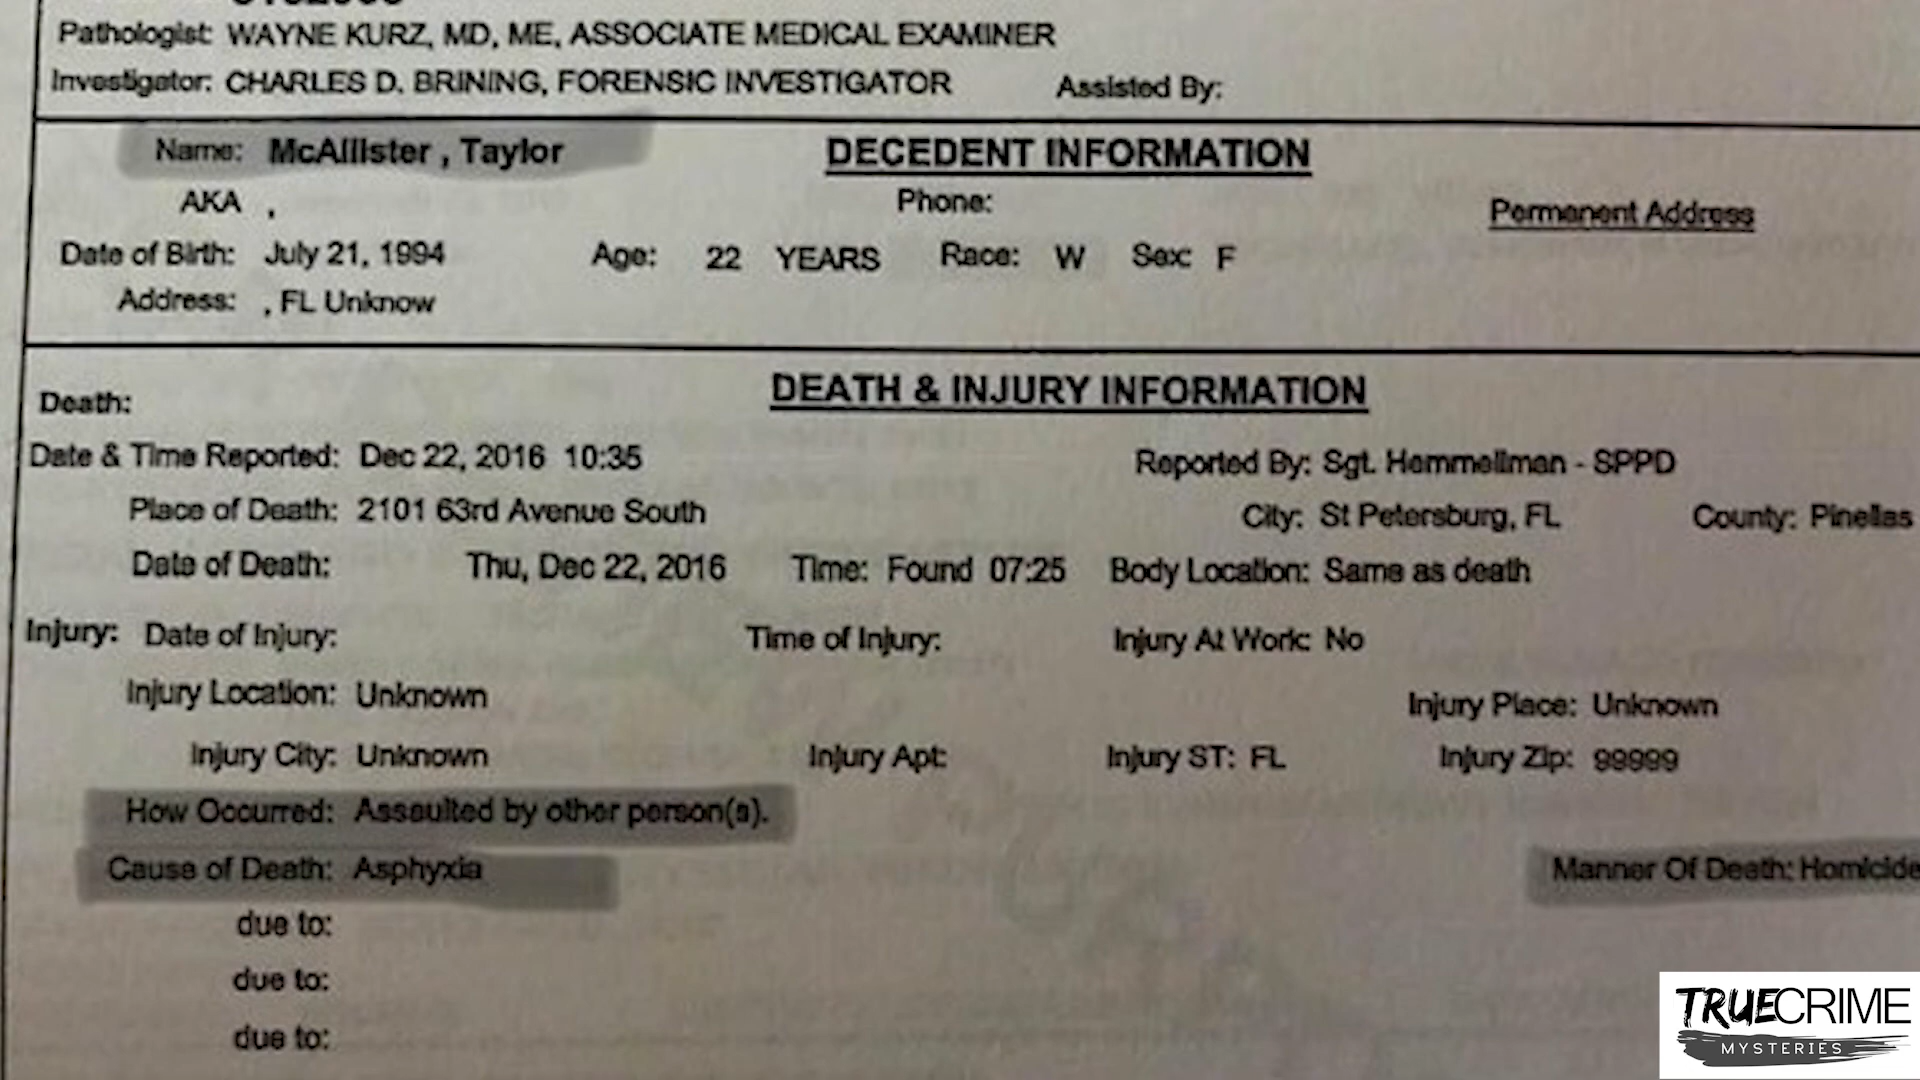 Pathologist: WAYNE KURZ, MD, ME, ASSOCIATE MEDICAL EXAMINER
Investigator: CHARLES D. BRINING, FORENSIC INVESTIGATOR Assisted By:
Name: McAllister , Taylor DECEDENT INFORMATION
AKA , Phone: Permanent Address
Date of Birth: July 21, 1994 Age: 22 YEARS Race: W Sex: F
Address: , FL Unknow
DEATH & INJURY INFORMATION
Death:
Date & Time Reported: Dec 22, 2016 10:35 Reported By: Sgt. Hemmellman - SPPD
Place of Death: 2101 63rd Avenue South City: St Petersburg, FL County: Pinellas
Date of Death: Thu, Dec 22, 2016 Time: Found 07:25 Body Location: Same as death
Injury: Date of Injury: Time of Injury: Injury At Work: No
Injury Location: Unknown Injury Place: Unknown
Injury City: Unknown Injury Apt: Injury ST: FL Injury Zip: 99999
How Occurred: Assaulted by other person(s).
Cause of Death: Asphyxia Manner Of Death: Homicide
due to:
due to:
due to:
TRUECRIME
MYSTERIES